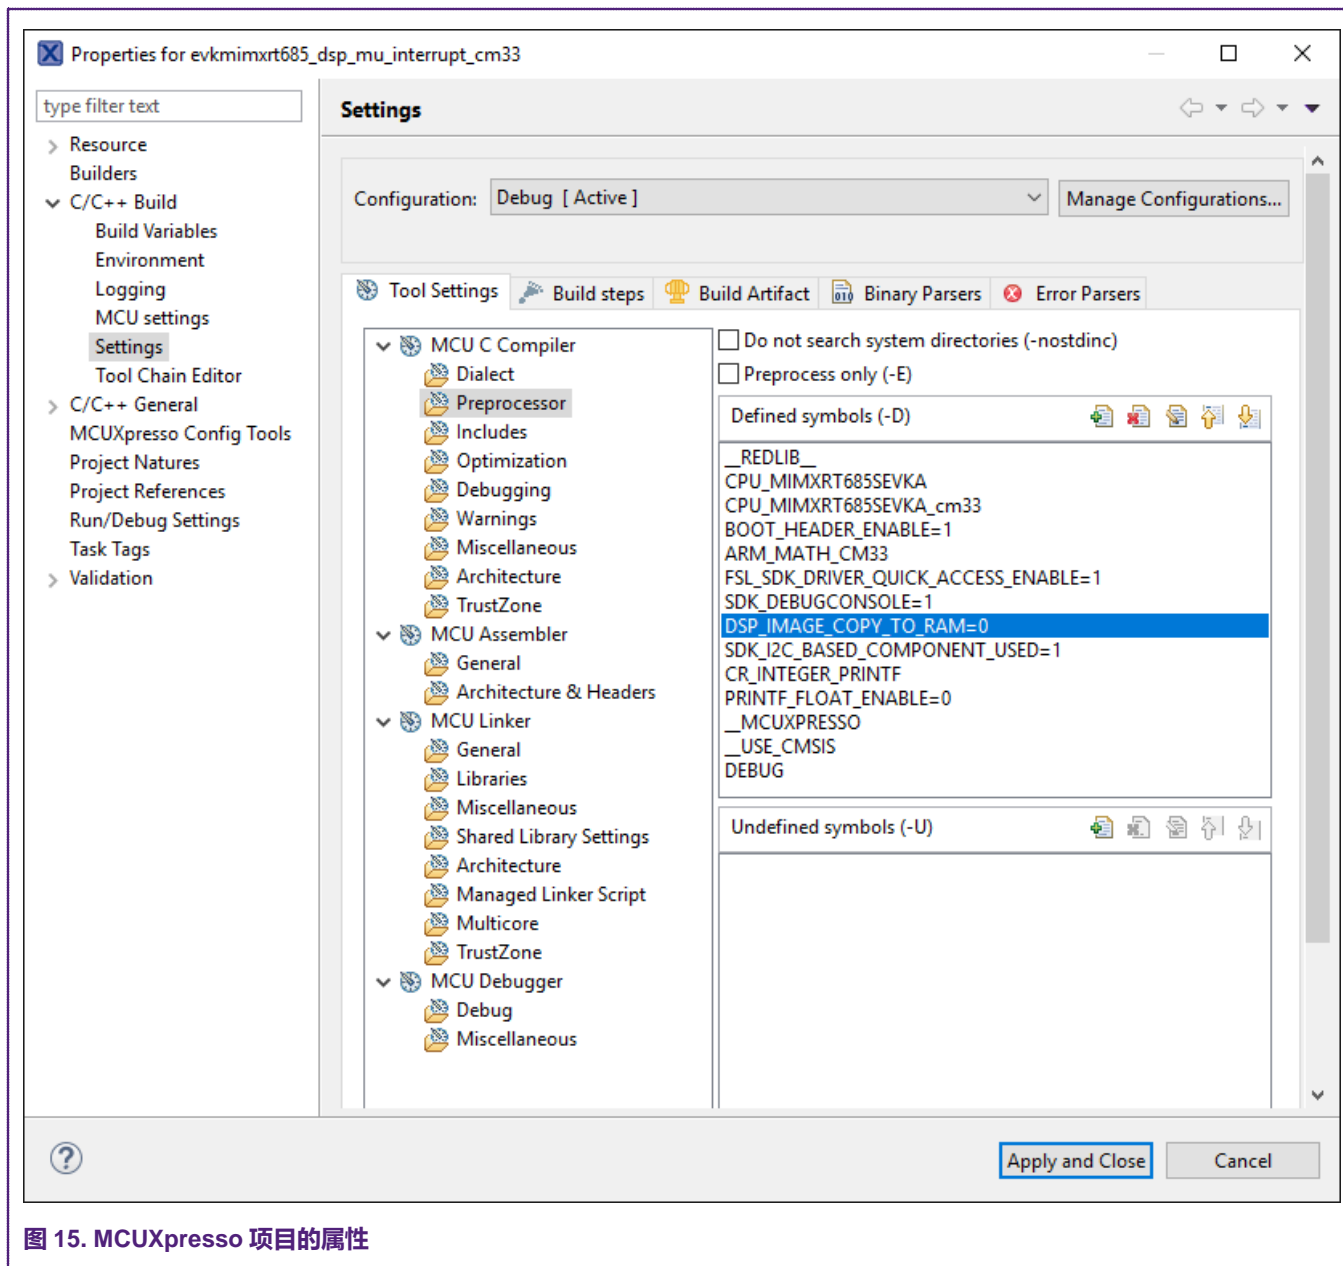 Properties for evkmimxrt685_dsp_mu_interrupt_cm33
type filter text
Resource
Builders
C/C++ Build
Build Variables
Environment
Logging
MCU settings
Settings
Tool Chain Editor
C/C++ General
MCUXpresso Config Tools
Project Natures
Project References
Run/Debug Settings
Task Tags
Validation
Settings
Configuration: Debug [ Active ] Manage Configurations...
Tool Settings Build steps Build Artifact Binary Parsers Error Parsers
MCU C Compiler
Dialect
Preprocessor
Includes
Optimization
Debugging
Warnings
Miscellaneous
Architecture
TrustZone
MCU Assembler
General
Architecture & Headers
MCU Linker
General
Libraries
Miscellaneous
Shared Library Settings
Architecture
Managed Linker Script
Multicore
TrustZone
MCU Debugger
Debug
Miscellaneous
Do not search system directories (-nostdinc)
Preprocess only (-E)
Defined symbols (-D)
__REDLIB__
CPU_MIMXRT685SEVKA
CPU_MIMXRT685SEVKA_cm33
BOOT_HEADER_ENABLE=1
ARM_MATH_CM33
FSL_SDK_DRIVER_QUICK_ACCESS_ENABLE=1
SDK_DEBUGCONSOLE=1
DSP_IMAGE_COPY_TO_RAM=0
SDK_I2C_BASED_COMPONENT_USED=1
CR_INTEGER_PRINTF
PRINTF_FLOAT_ENABLE=0
__MCUXPRESSO
__USE_CMSIS
DEBUG
Undefined symbols (-U)
Apply and Close Cancel
图 15. MCUXpresso 项目的属性